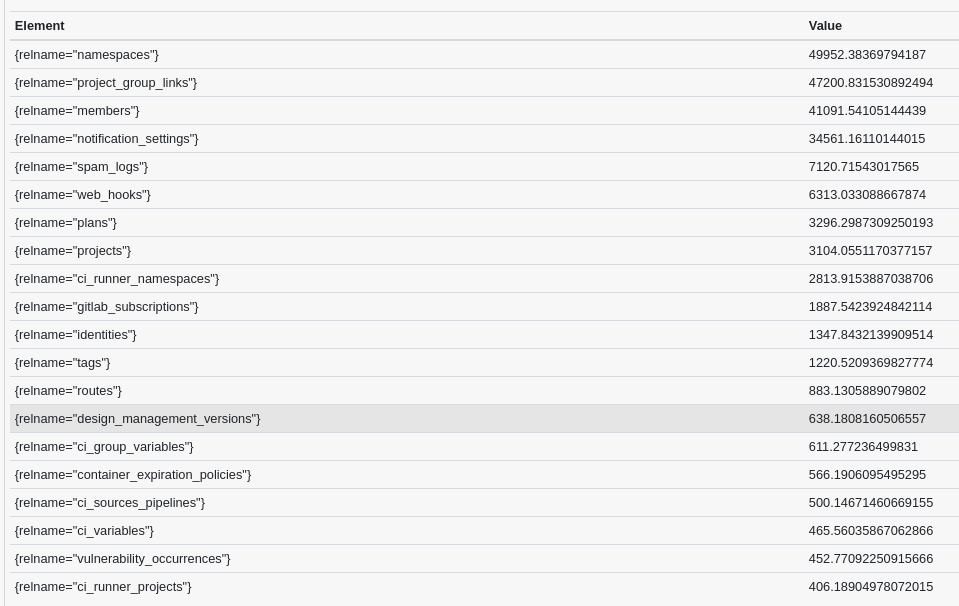 Element Value
{relname="namespaces"} 49952.38369794187
{relname="project_group_links"} 47200.831530892494
{relname="members"} 41091.54105144439
{relname="notification_settings"} 34561.16110144015
{relname="spam_logs"} 7120.71543017565
{relname="web_hooks"} 6313.033088667874
{relname="plans"} 3296.2987309250193
{relname="projects"} 3104.0551170377157
{relname="ci_runner_namespaces"} 2813.9153887038706
{relname="gitlab_subscriptions"} 1887.5423924842114
{relname="identities"} 1347.8432139909514
{relname="tags"} 1220.5209369827774
{relname="routes"} 883.1305889079802
{relname="design_management_versions"} 638.1808160506557
{relname="ci_group_variables"} 611.277236499831
{relname="container_expiration_policies"} 566.1906095495295
{relname="ci_sources_pipelines"} 500.14671460669155
{relname="ci_variables"} 465.56035867062866
{relname="vulnerability_occurrences"} 452.77092250915666
{relname="ci_runner_projects"} 406.18904978072015